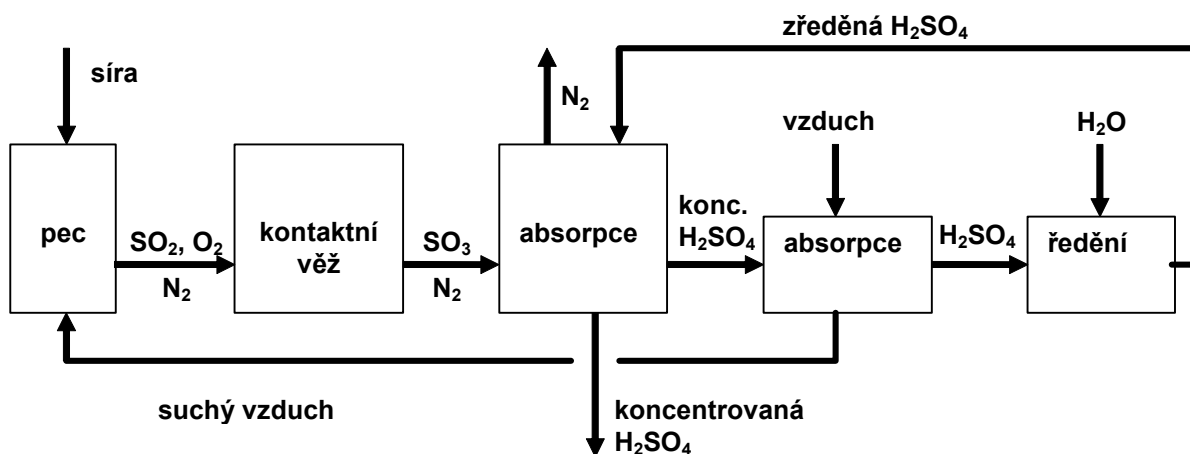 zředěná H₂SO₄
síra
N₂
vzduch
H₂O
pec
SO₂, O₂
N₂
kontaktní
věž
SO₃
N₂
absorpce
konc.
H₂SO₄
absorpce
H₂SO₄
ředění
suchý vzduch
koncentrovaná
H₂SO₄